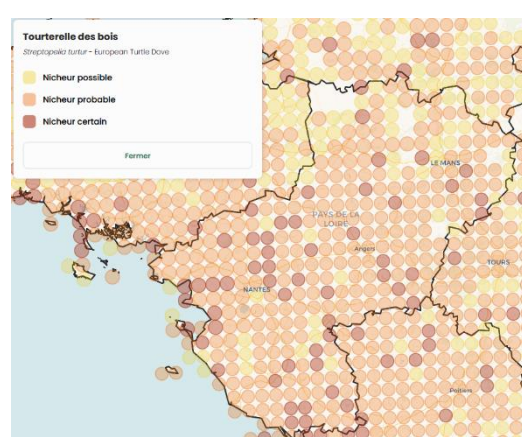 Tourterelle des bois
Streptopelia turtur - European Turtle Dove
Nicheur possible
Nicheur probable
Nicheur certain
Fermer
LE MANS
PAYS DE LA
LOIRE
Angers
TOURS
NANTES
Poitiers